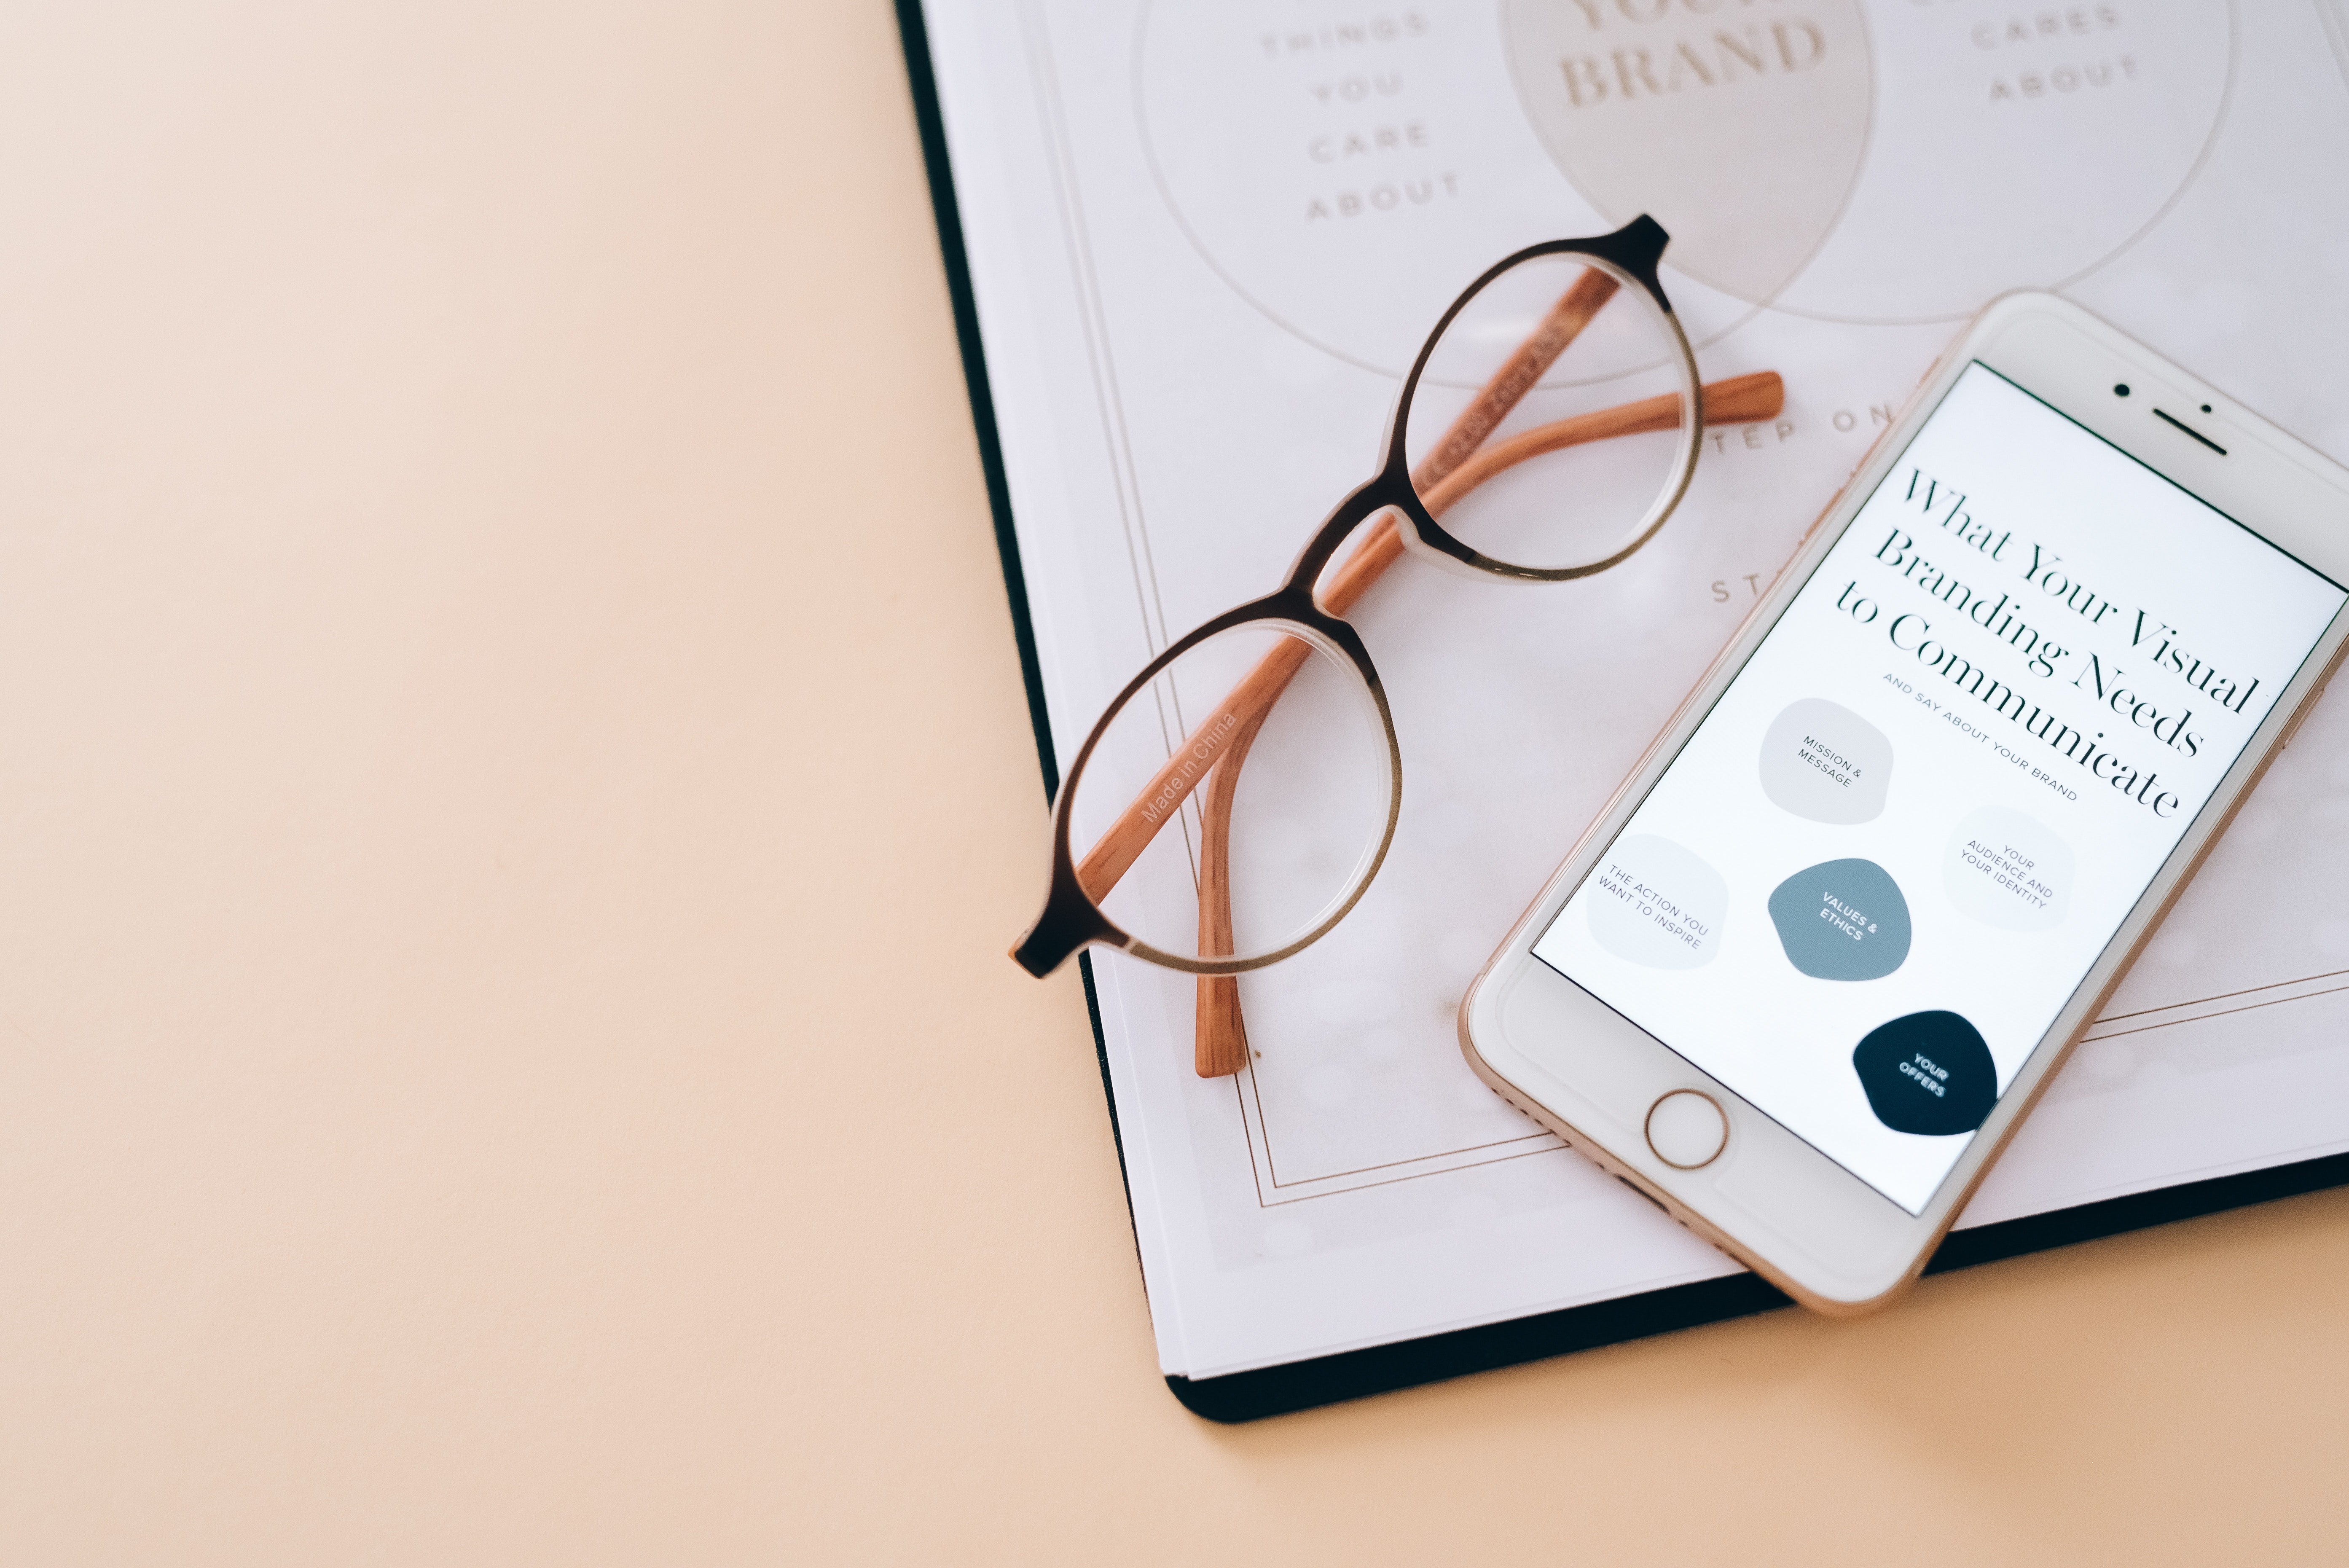 THINGS
YOU
CARE
ABOUT
YOUR
BRAND
CARES
ABOUT
TEP ON
ST
Made in China
What Your Visual
Branding Needs
to Communicate
AND SAY ABOUT YOUR BRAND
MISSION &
MESSAGE
YOUR
AUDIENCE AND
YOUR IDENTITY
THE ACTION YOU
WANT TO INSPIRE
VALUES &
ETHICS
YOUR
OFFERS